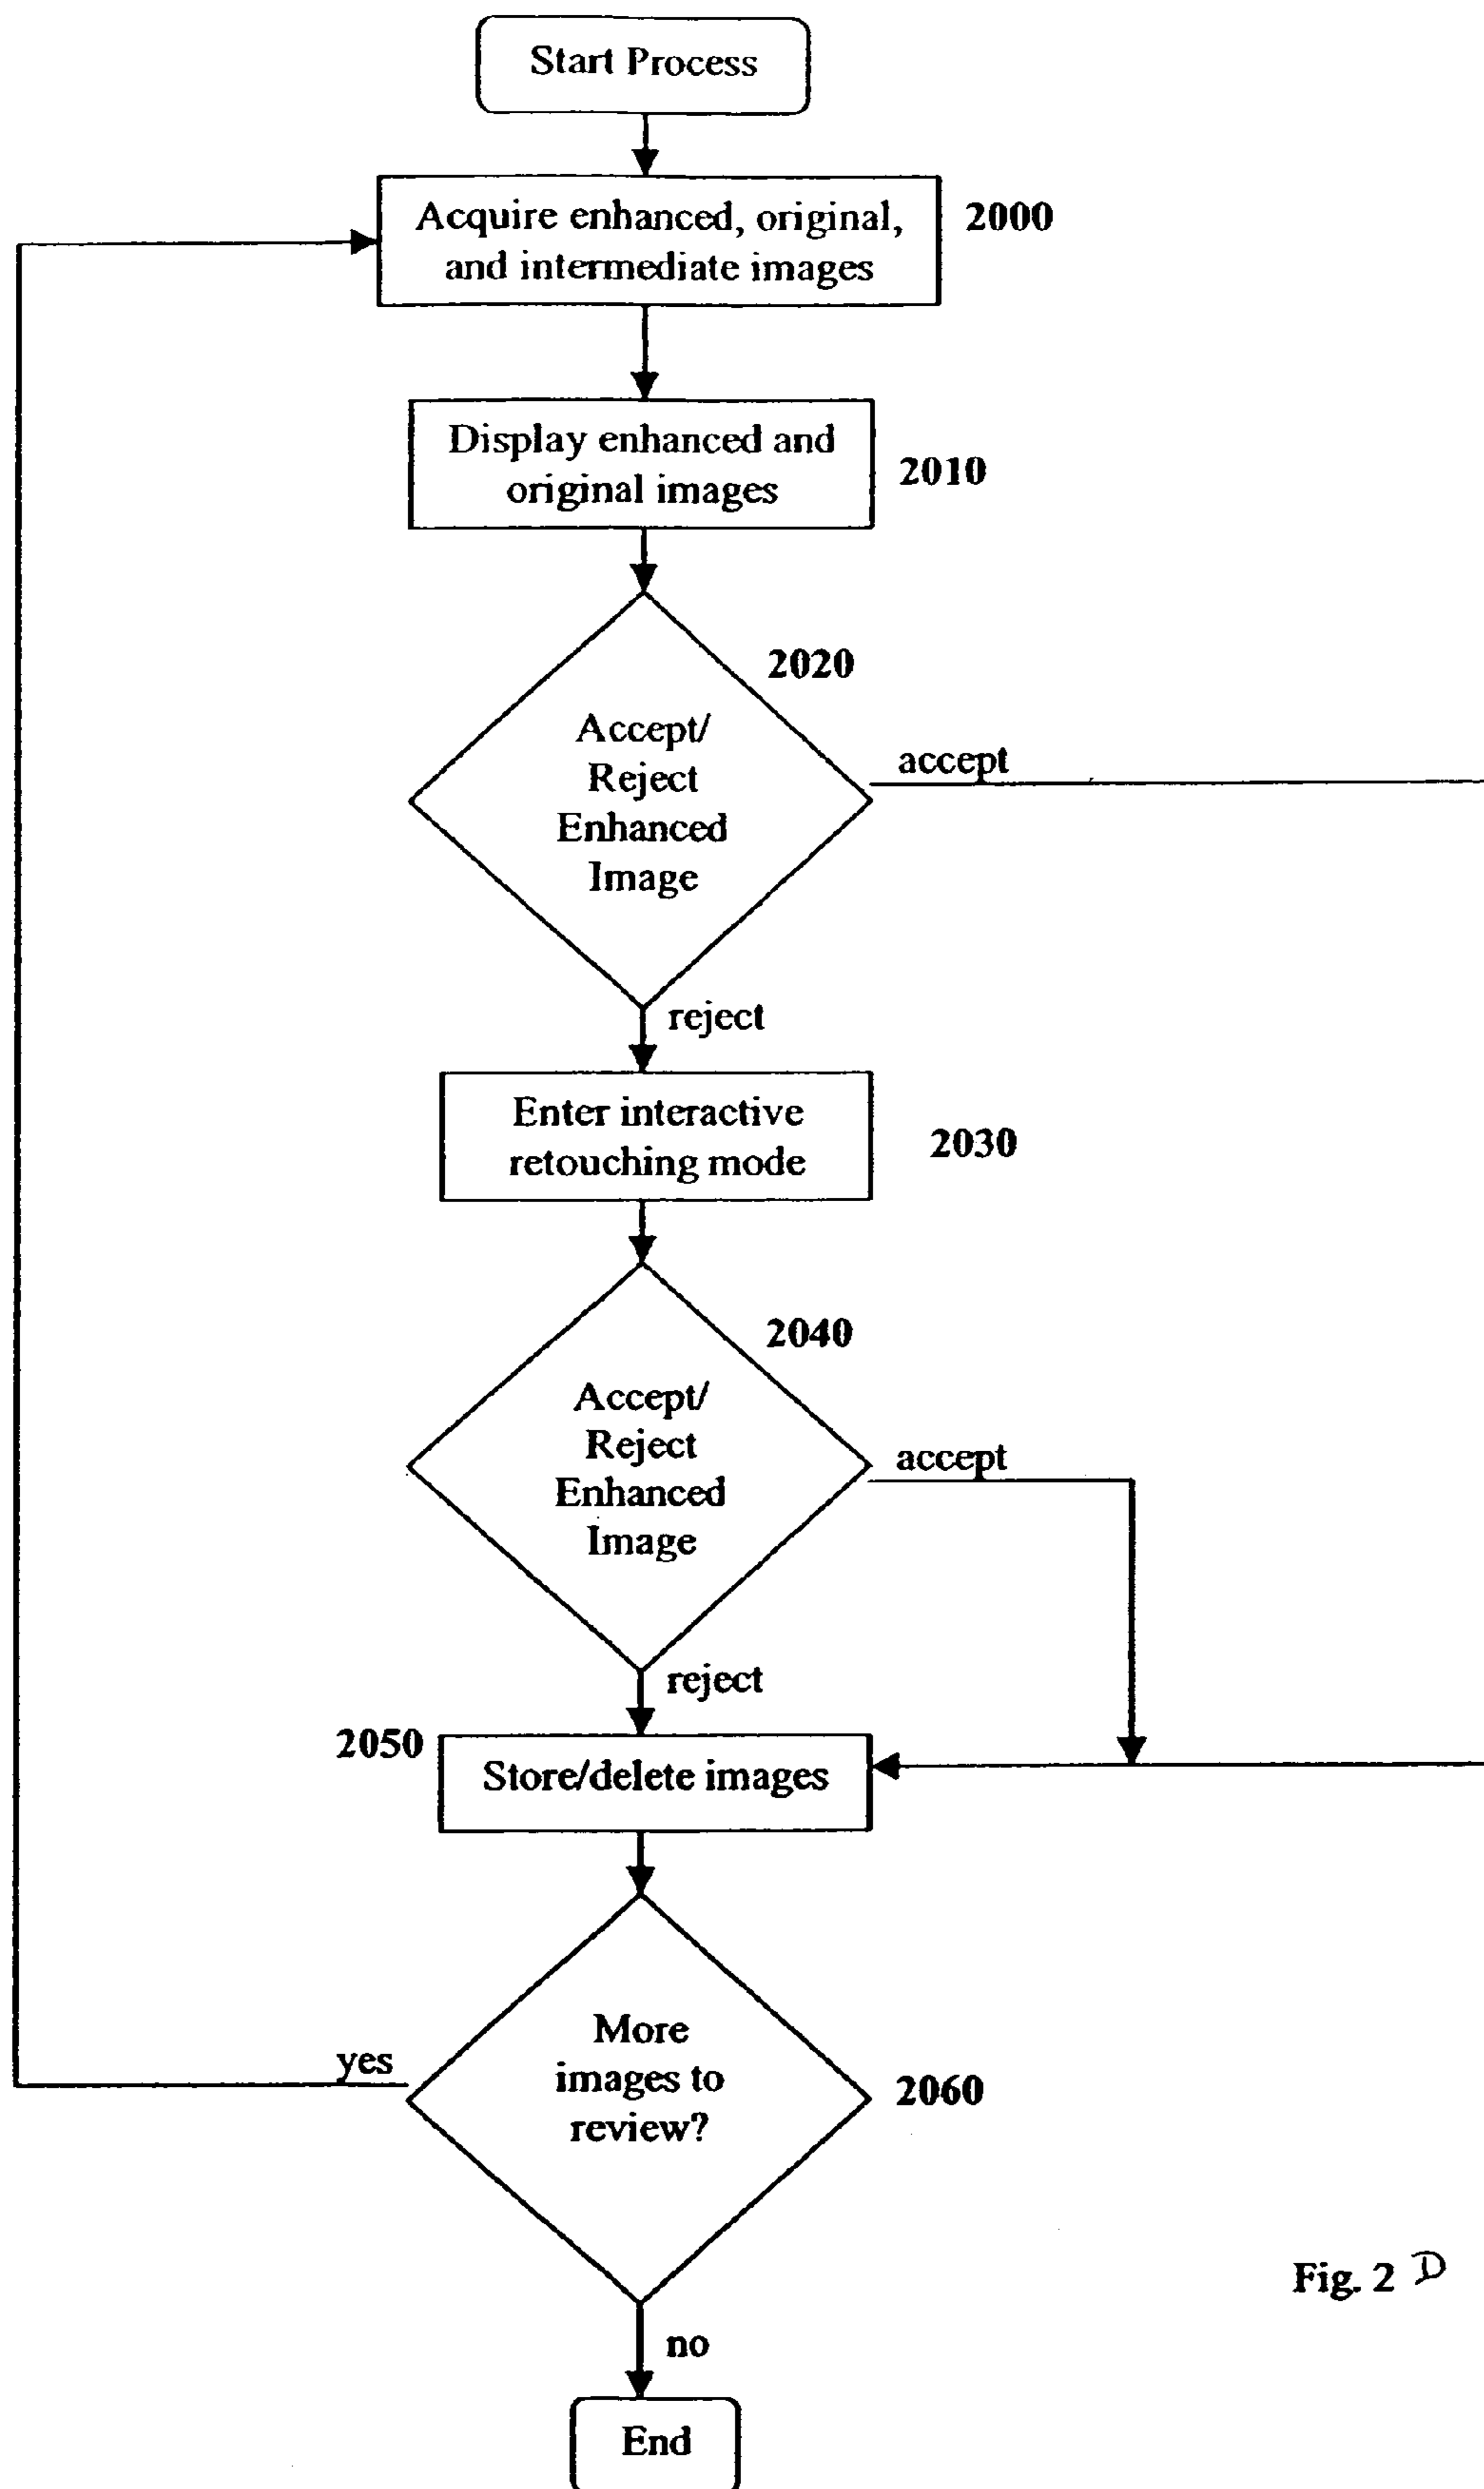 Start Process
Acquire enhanced, original,
and intermediate images
2000
Display enhanced and
original images
2010
2020
Accept/
Reject
Enhanced
Image
accept
reject
Enter interactive
retouching mode
2030
2040
Accept/
Reject
Enhanced
Image
accept
reject
2050
Store/delete images
More
images to
review?
yes
2060
no
End
Fig. 2 D